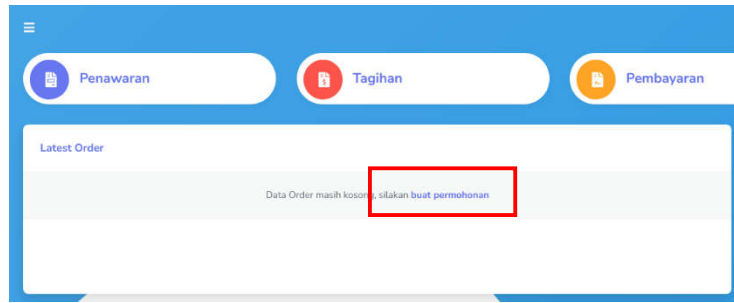 Penawaran
Tagihan
Pembayaran
Latest Order
Data Order masih kosong, silakan buat permohonan